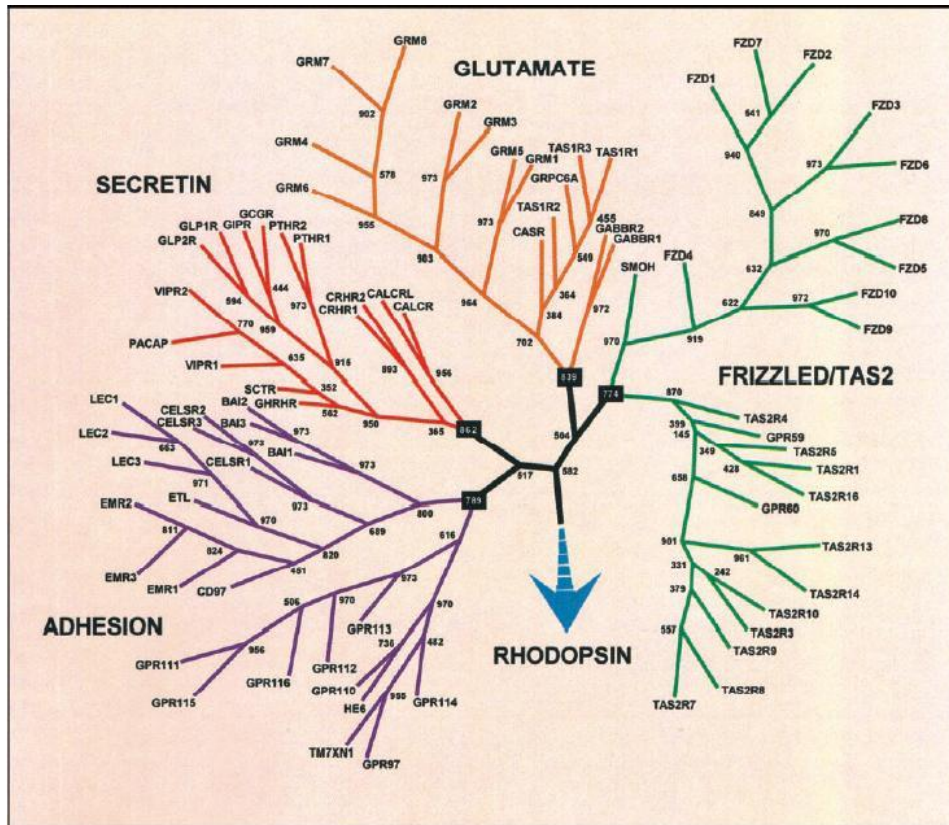 GRM8
GRM7
GLUTAMATE
FZD7
FZD2
FZD1
GRM2
GRM3
FZD3
902
641
GRM4
GRM5
GRM1
TAS1R3
TAS1R1
940
973
FZD6
SECRETIN
578
973
GRPC6A
GRM6
GCGR
PTHR2
GLP1R
GIPR
PTHR1
GLP2R
955
973
TAS1R2
455
849
970
CASR
GABBR2
GABBR1
903
549
SMOH
FZD4
632
FZD5
VIPR2
594
444
973
CRHR2
CALCRL
CRHR1
CALCR
964
364
384
972
622
972
FZD10
770
959
FZD9
PACAP
635
915
702
970
919
VIPR1
893
956
352
839
774
FRIZZLED/TAS2
SCTR
GHRHR
562
950
365
862
870
LEC1
CELSR2
BAI2
CELSR3
BAI3
973
504
399
145
TAS2R4
GPR59
LEC2
663
973
BAI1
349
TAS2R5
LEC3
CELSR1
973
517
582
428
TAS2R1
971
658
TAS2R16
EMR2
ETL
973
800
789
GPR60
970
689
811
824
820
616
901
TAS2R13
481
961
EMR3
EMR1
CD97
973
331
242
TAS2R14
379
506
970
970
TAS2R10
ADHESION
GPR113
736
482
557
TAS2R3
RHODOPSIN
TAS2R9
GPR111
956
GPR112
GPR116
GPR110
GPR115
HE6
955
GPR114
TAS2R8
TAS2R7
TM7XN1
GPR97